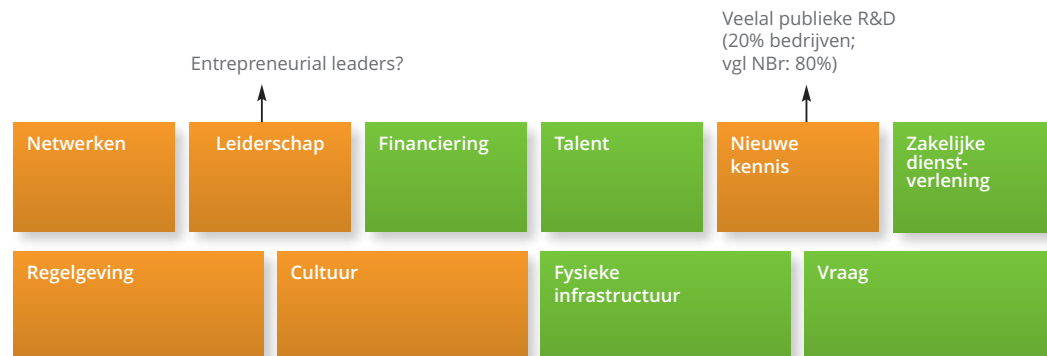 Veelal publieke R&D
(20% bedrijven;
vgl NBr: 80%)
Entrepreneurial leaders?
Netwerken
Leiderschap
Financiering
Talent
Nieuwe
kennis
Zakelijke
dienst-
verlening
Regelgeving
Cultuur
Fysieke
infrastructuur
Vraag